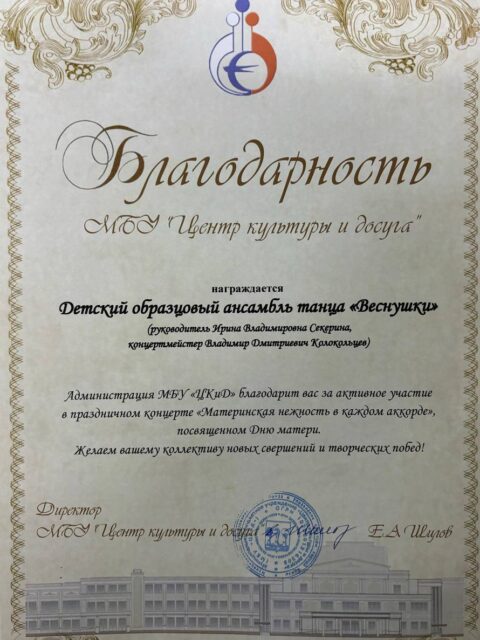 Благодарность
МБУ "Центр культуры и досуга"
награждается
Детский образцовый ансамбль танца «Веснушки»
(руководитель Ирина Владимировна Секерина,
концертмейстер Владимир Дмитриевич Колокольцев)
Администрация МБУ «ЦКиД» благодарит вас за активное участие
в праздничном концерте «Материнская нежность в каждом аккорде»,
посвященном Дню матери.
Желаем вашему коллективу новых свершений и творческих побед!
Директор
МБУ "Центр культуры и досуга Е.А Шилов